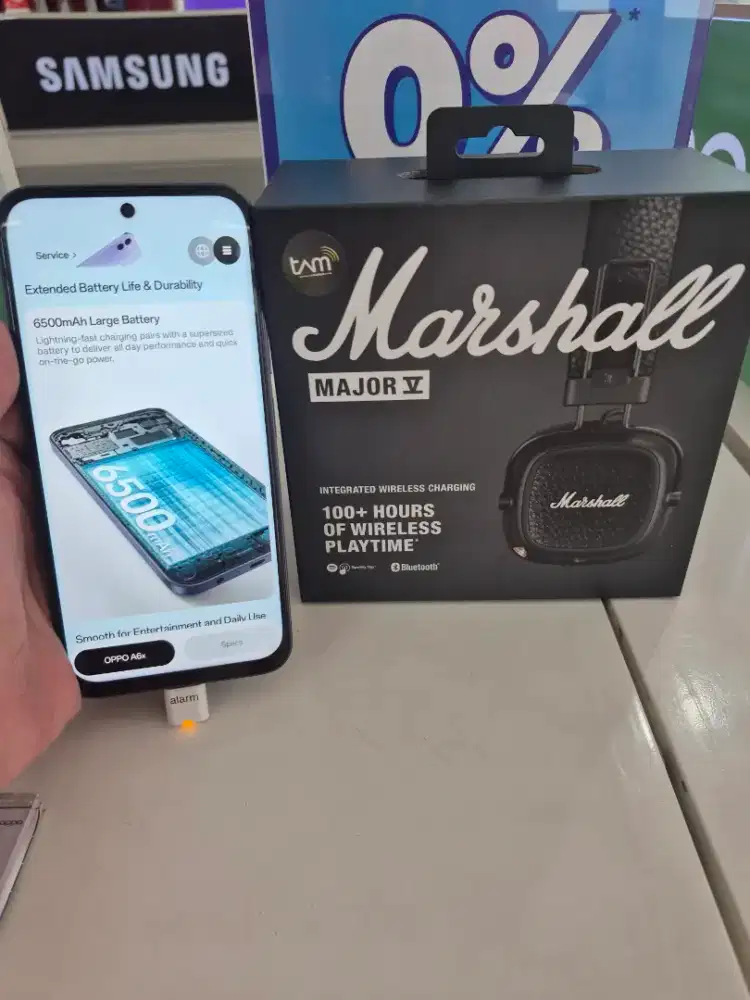 SAMSUNG
0%*
Service >
Extended Battery Life & Durability
6500mAh Large Battery
Lightning-fast charging pairs with a supersized
battery to deliver all day performance and quick
on-the-go power.
6500mAh
Smooth for Entertainment and Daily Use
OPPO A6x
Specs
alarm
tam
Marshall
MAJOR V
Marshall
INTEGRATED WIRELESS CHARGING
100+ HOURS
OF WIRELESS
PLAYTIME*
Bluetooth®